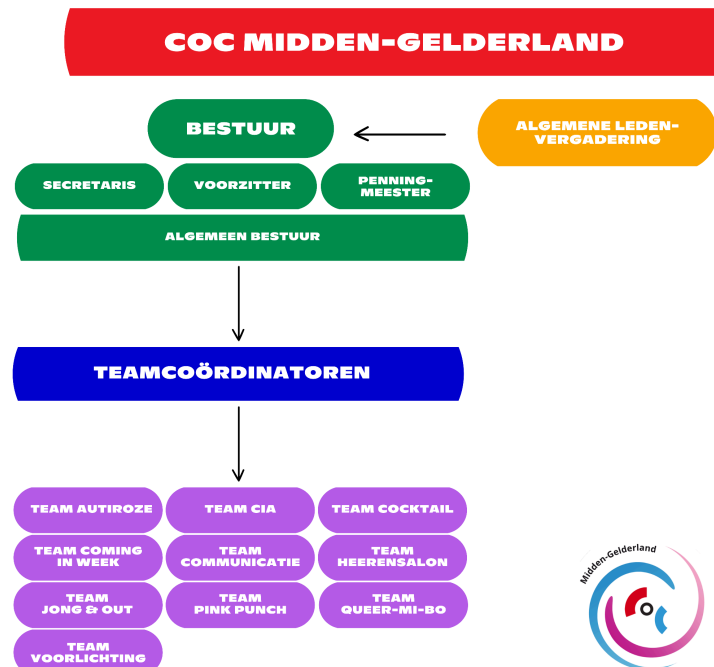 COC MIDDEN-GELDERLAND
BESTUUR
ALGEMENE LEDEN-
VERGADERING
SECRETARIS
VOORZITTER
PENNING-
MEESTER
ALGEMEEN BESTUUR
TEAMCOÖRDINATOREN
TEAM AUTIROZE
TEAM CIA
TEAM COCKTAIL
TEAM COMING
IN WEEK
TEAM
COMMUNICATIE
TEAM
HEERENSALON
TEAM
JONG & OUT
TEAM
PINK PUNCH
TEAM
QUEER-MI-BO
TEAM
VOORLICHTING
Midden-Gelderland
COC